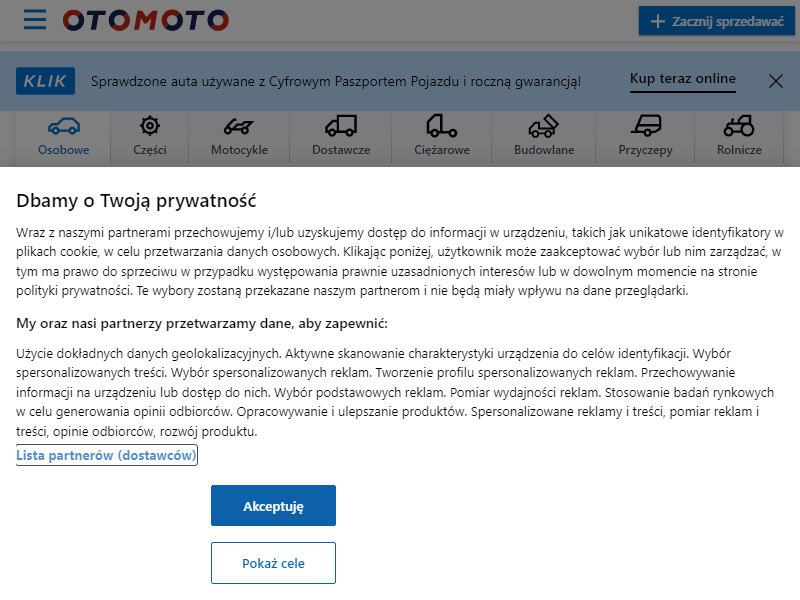 OTOMOTO
Zacznij sprzedawać
KLIK Sprawdzone auta używane z Cyfrowym Paszportem Pojazdu i roczną gwarancją! Kup teraz online
Osobowe Części Motocykle Dostawcze Ciężarowe Budowlane Przyczepy Rolnicze
Dbamy o Twoją prywatność
Wraz z naszymi partnerami przechowujemy i/lub uzyskujemy dostęp do informacji w urządzeniu, takich jak unikatowe identyfikatory w
plikach cookie, w celu przetwarzania danych osobowych. Klikając poniżej, użytkownik może zaakceptować wybór lub nim zarządzać, w
tym ma prawo do sprzeciwu w przypadku występowania prawnie uzasadnionych interesów lub w dowolnym momencie na stronie
polityki prywatności. Te wybory zostaną przekazane naszym partnerom i nie będą miały wpływu na dane przeglądarki.
My oraz nasi partnerzy przetwarzamy dane, aby zapewnić:
Użycie dokładnych danych geolokalizacyjnych. Aktywne skanowanie charakterystyki urządzenia do celów identyfikacji. Wybór
spersonalizowanych treści. Wybór spersonalizowanych reklam. Tworzenie profilu spersonalizowanych reklam. Przechowywanie
informacji na urządzeniu lub dostęp do nich. Wybór podstawowych reklam. Pomiar wydajności reklam. Stosowanie badań rynkowych
w celu generowania opinii odbiorców. Opracowywanie i ulepszanie produktów. Spersonalizowane reklamy i treści, pomiar reklam i
treści, opinie odbiorców, rozwój produktu.
Lista partnerów (dostawców)
Akceptuję
Pokaż cele